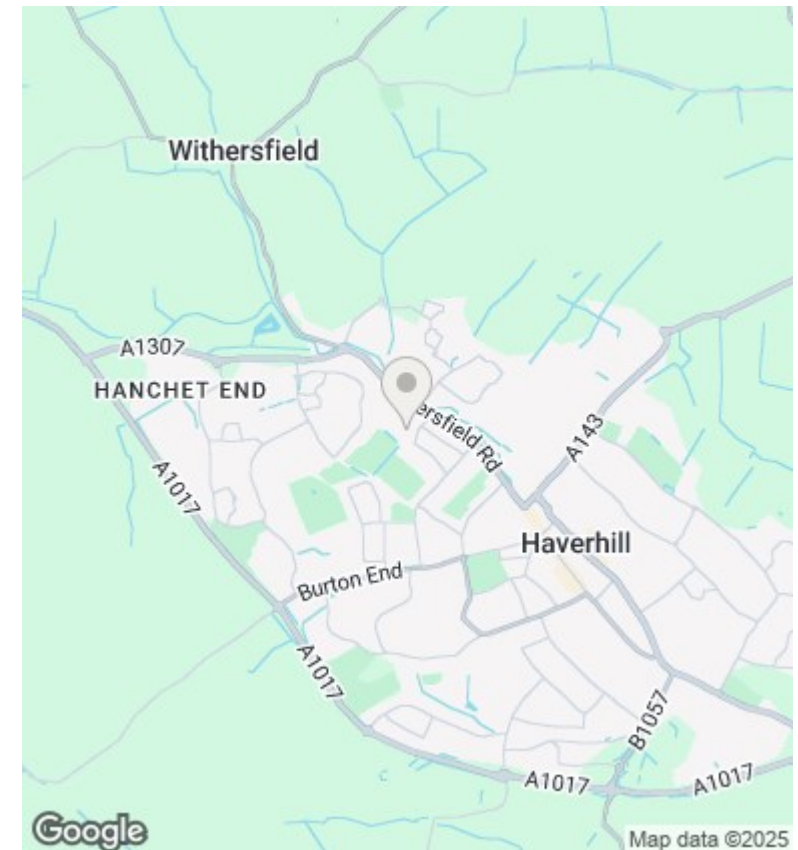 Withersfield
A1307
HANCHET END
ersfield Rd
A143
A1017
Haverhill
Burton End
A1017
B1057
A1017
A1017
Google
Map data ©2025